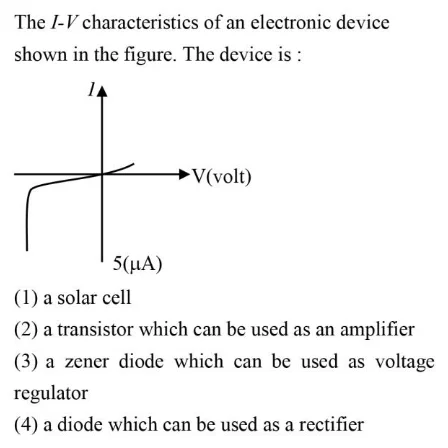 The I-V characteristics of an electronic device
shown in the figure. The device is :
I
V(volt)
5(μA)
(1) a solar cell
(2) a transistor which can be used as an amplifier
(3) a zener diode which can be used as voltage
regulator
(4) a diode which can be used as a rectifier